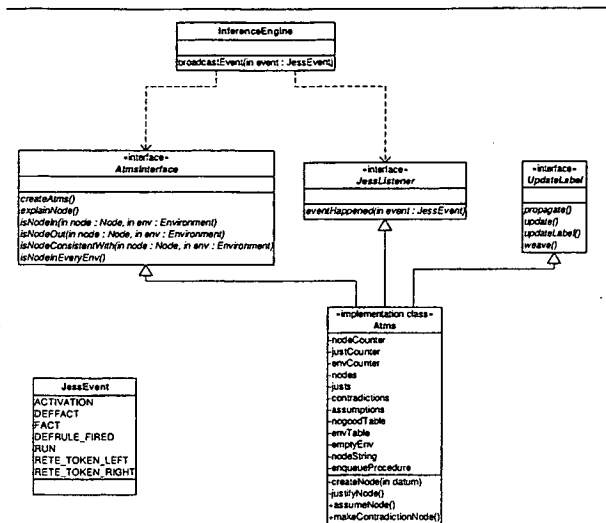 InferenceEngine
broadcastEvent(in event : JessEvent)
«interface»
AtmsInterface
createAtms()
explainNode()
isNodeIn(in node : Node, in env : Environment)
isNodeOut(in node : Node, in env : Environment)
isNodeConsistentWith(in node : Node, in env : Environment)
isNodeInEveryEnv()
«interface»
JessListener
eventHappened(in event : JessEvent)
«interface»
UpdateLabel
propagate()
update()
updateLabel()
weave()
«implementation class»
Atms
-nodeCounter
-justCounter
-envCounter
-nodes
-justs
-contradictions
-assumptions
-nogoodTable
-envTable
-emptyEnv
-nodeString
-enqueueProcedure
+createNode(in datum)
+justifyNode()
+assumeNode()
+makeContradictionNode()
JessEvent
ACTIVATION
DEFFACT
FACT
DEFRULE_FIRED
RUN
RETE_TOKEN_LEFT
RETE_TOKEN_RIGHT